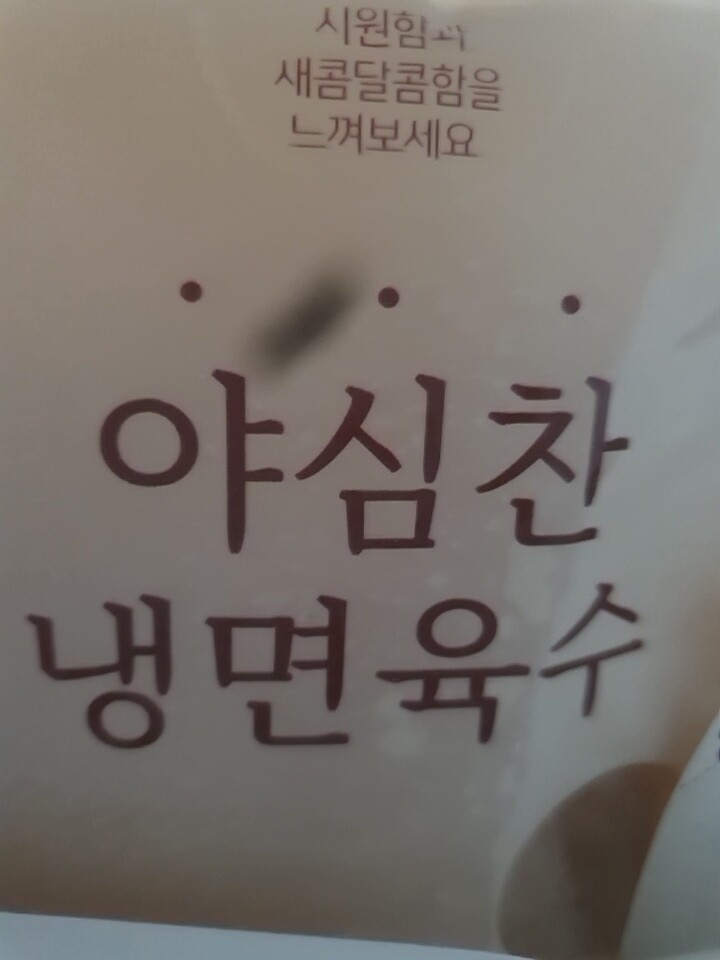 시원함과
새콤달콤함을
느껴보세요
야심찬
냉면육수